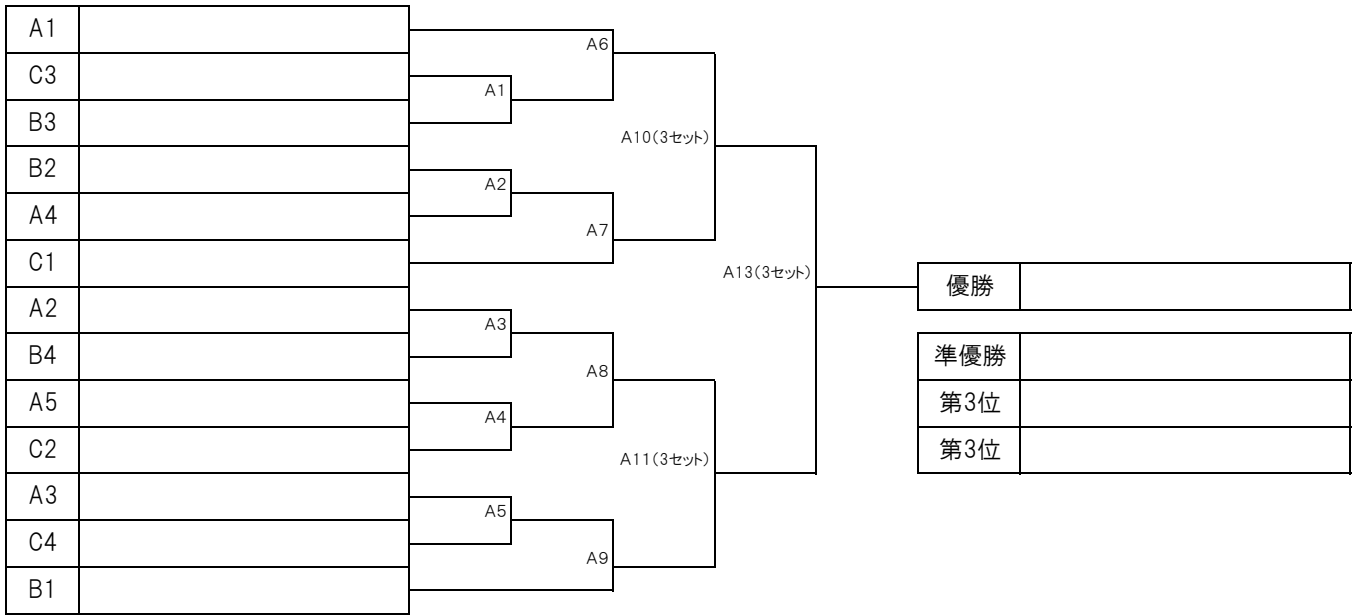 A1
C3
B3
B2
A4
C1
A2
B4
A5
C2
A3
C4
B1
A1
A2
A3
A4
A5
A6
A7
A8
A9
A10(3セット)
A11(3セット)
A13(3セット)
優勝
準優勝
第3位
第3位